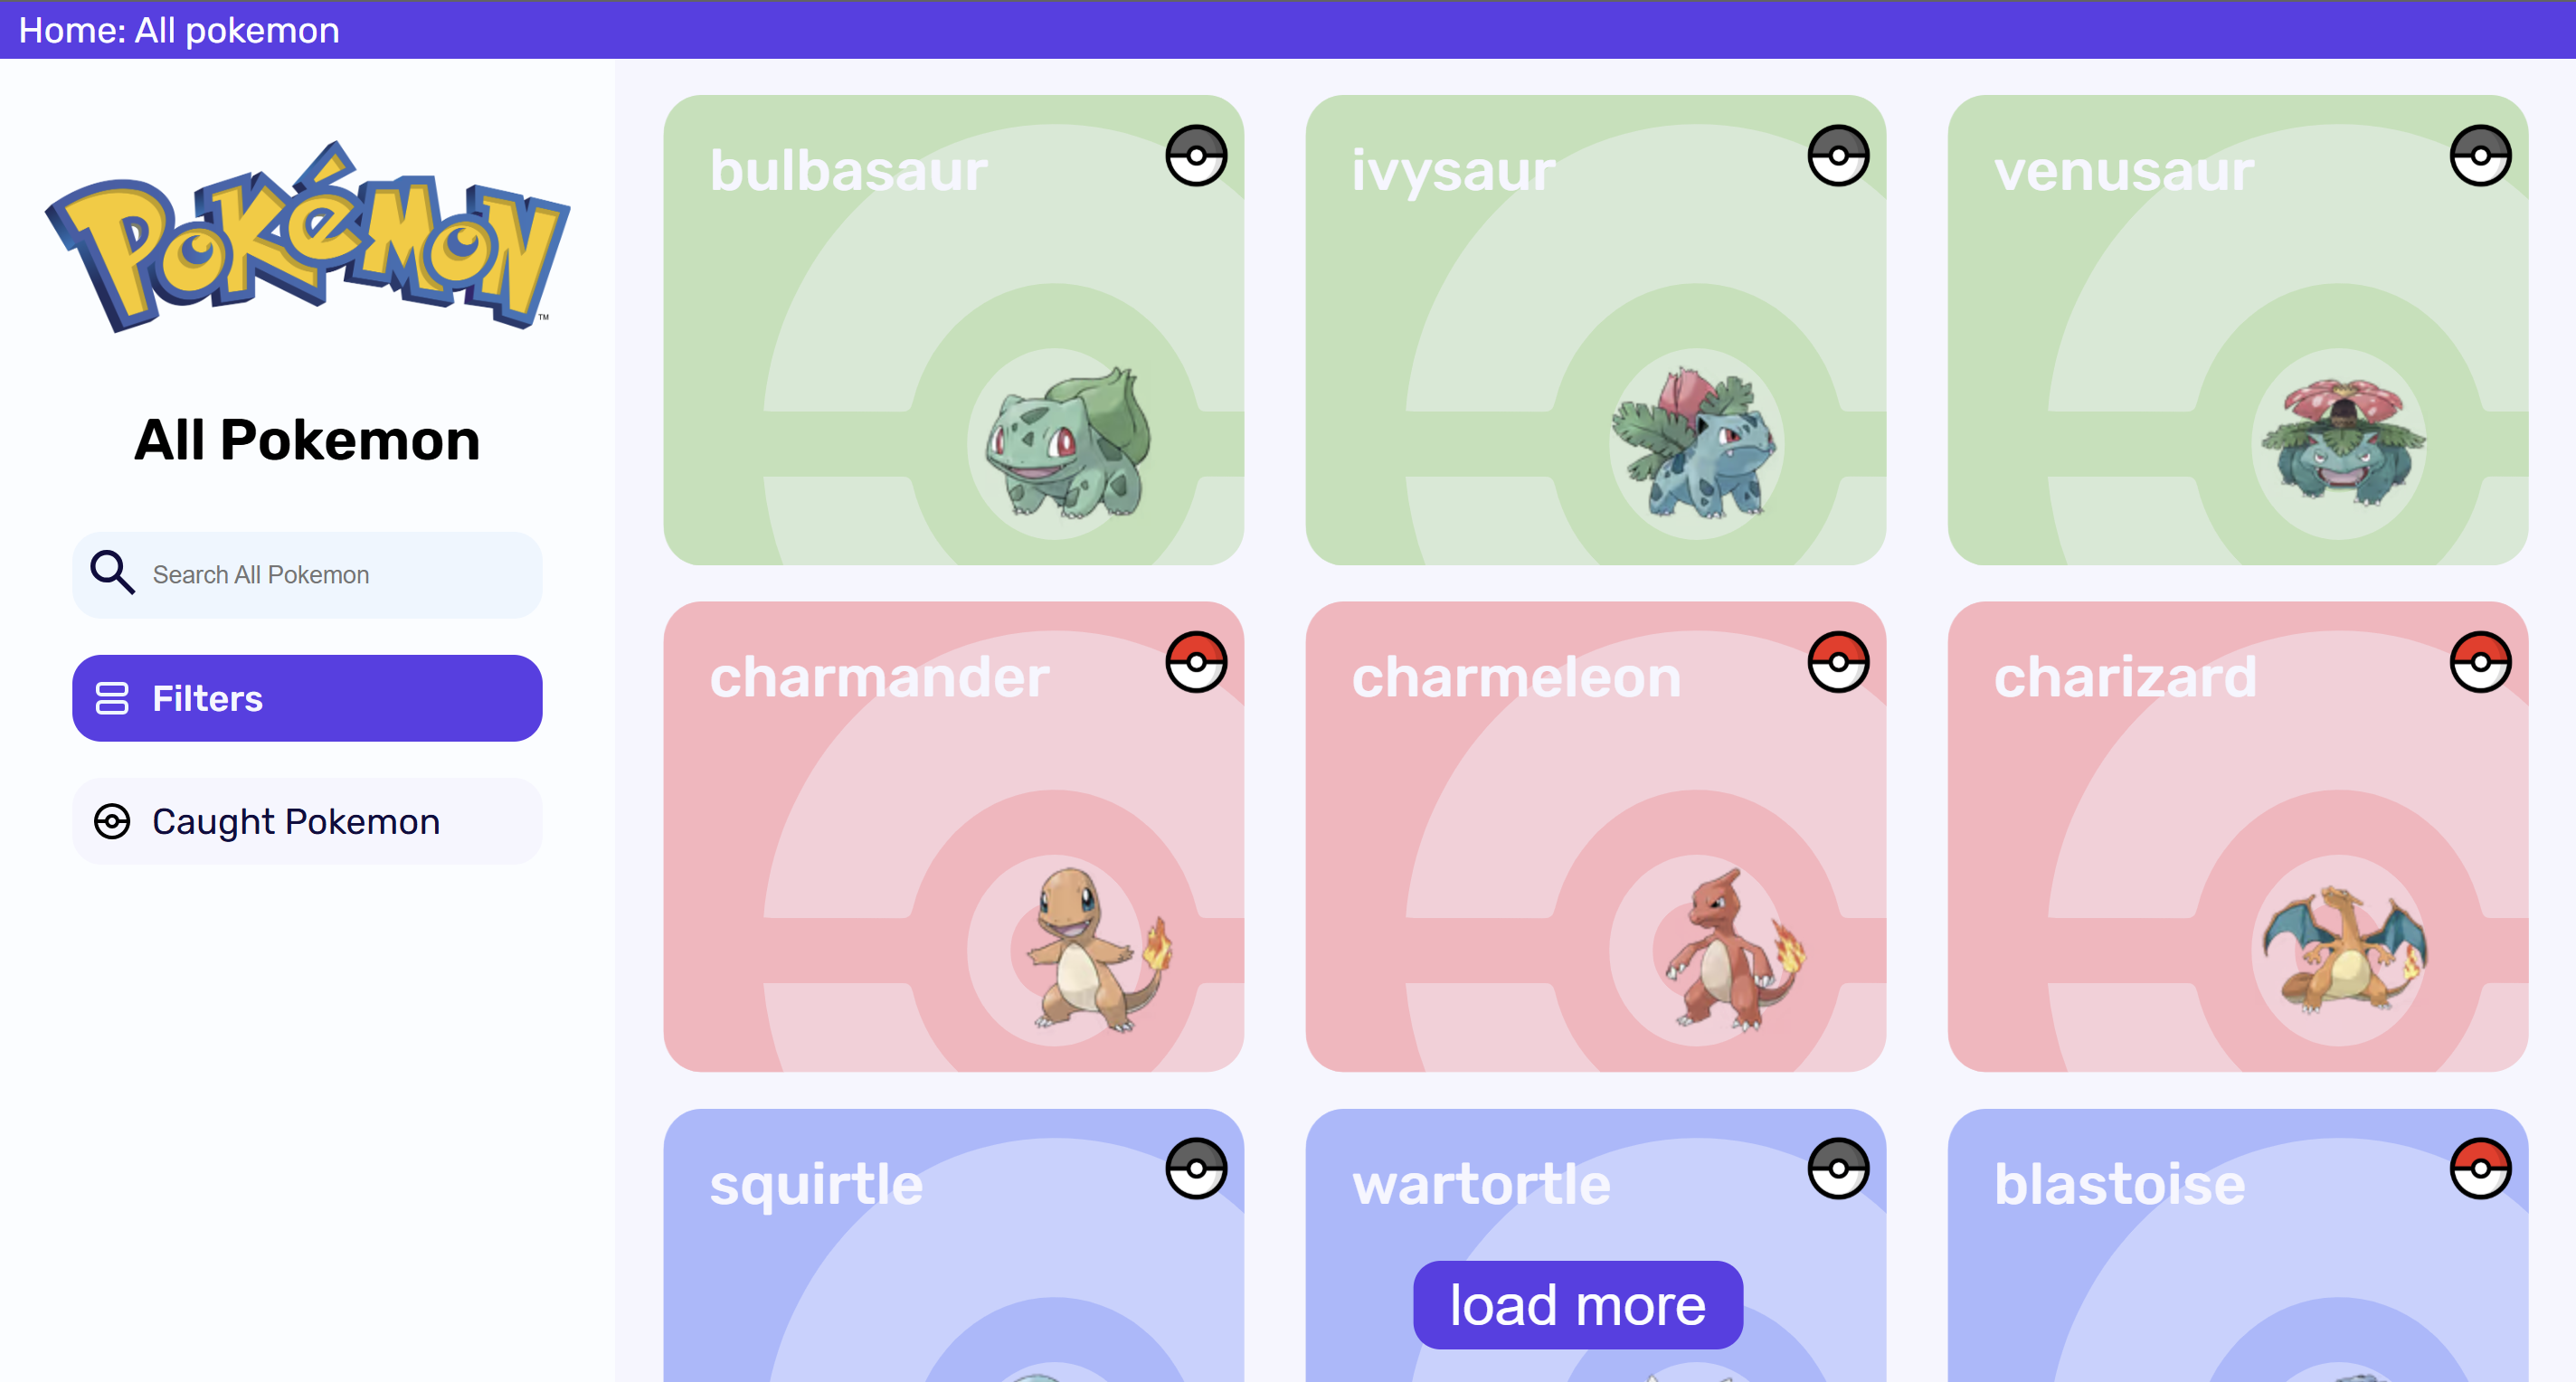 Home: All pokemon
POKéMON
TM
All Pokemon
Search All Pokemon
Filters
Caught Pokemon
bulbasaur
ivysaur
venusaur
charmander
charmeleon
charizard
squirtle
wartortle
blastoise
load more